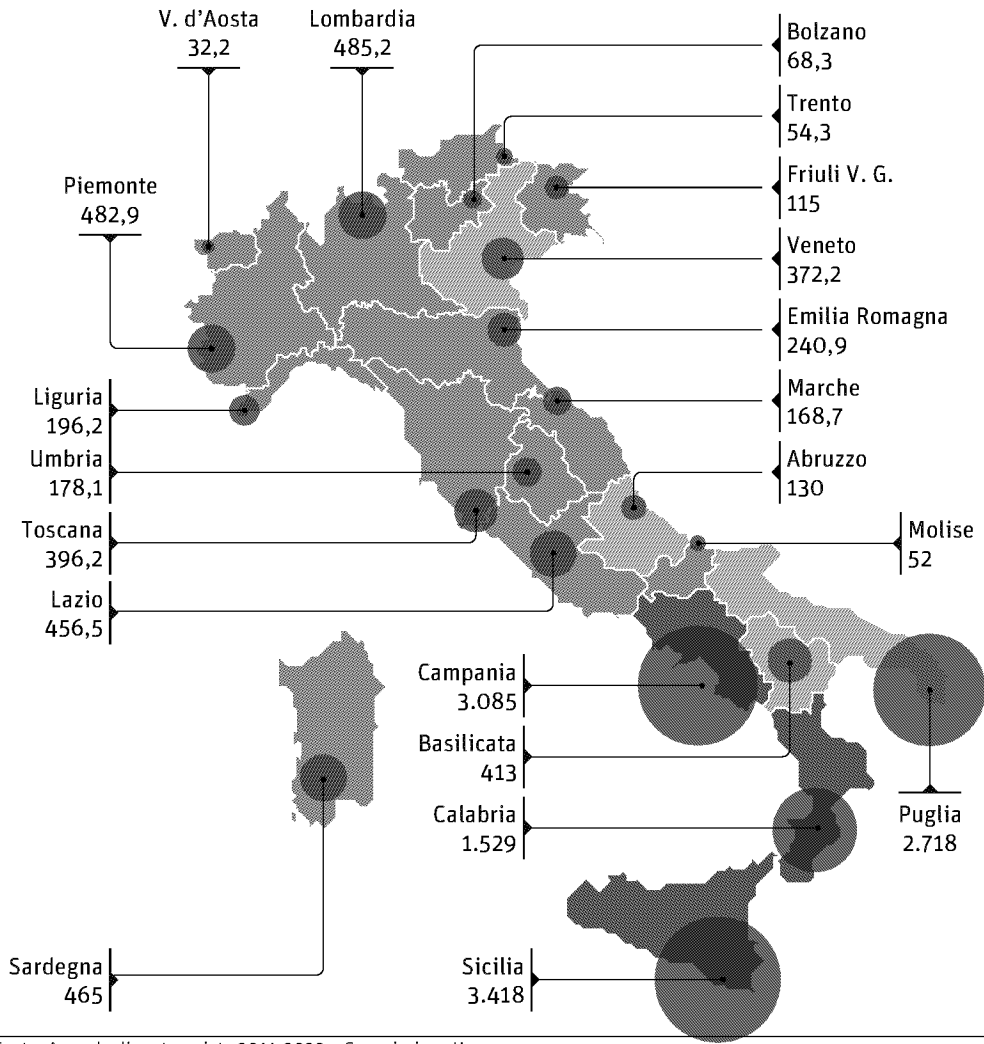 V. d'Aosta
32,2
Lombardia
485,2
Bolzano
68,3
Trento
54,3
Piemonte
482,9
Friuli V. G.
115
Veneto
372,2
Emilia Romagna
240,9
Liguria
196,2
Marche
168,7
Umbria
178,1
Abruzzo
130
Toscana
396,2
Molise
52
Lazio
456,5
Campania
3.085
Basilicata
413
Calabria
1.529
Puglia
2.718
Sardegna
465
Sicilia
3.418